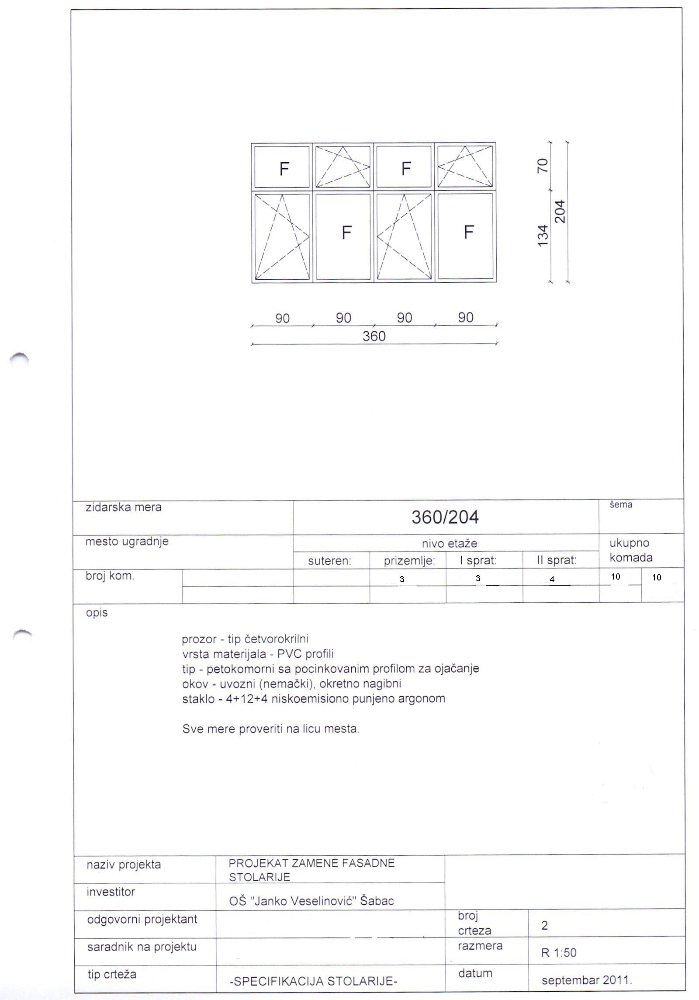 F
F
F
F
70
134
204
90 90 90 90
360
zidarska mera
360/204
šema
mesto ugradnje
nivo etaže
ukupno
komada
suteren:
prizemlje:
I sprat:
II sprat:
broj kom.
3
3
4
10
10
opis
prozor - tip četvorokrilni
vrsta materijala - PVC profili
tip - petokomorni sa pocinkovanim profilom za ojačanje
okov - uvozni (nemački), okretno nagibni
staklo - 4+12+4 niskoemisiono punjeno argonom
Sve mere proveriti na licu mesta.
naziv projekta
PROJEKAT ZAMENE FASADNE
STOLARIJE
investitor
OŠ "Janko Veselinović" Šabac
odgovorni projektant
broj
crteza
2
saradnik na projektu
razmera
R 1:50
tip crteža
-SPECIFIKACIJA STOLARIJE-
datum
septembar 2011.